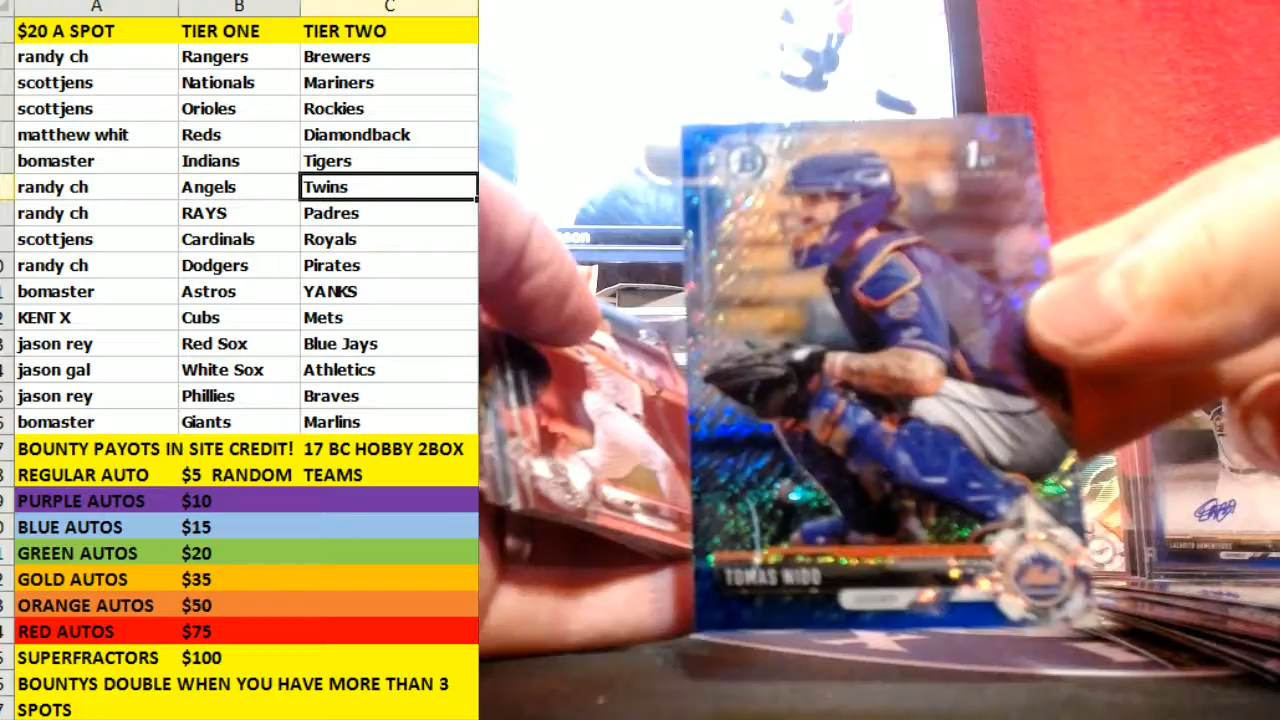 A B C
$20 A SPOT TIER ONE TIER TWO
randy ch Rangers Brewers
scottjens Nationals Mariners
scottjens Orioles Rockies
matthew whit Reds Diamondback
bomaster Indians Tigers
randy ch Angels Twins
randy ch RAYS Padres
scottjens Cardinals Royals
randy ch Dodgers Pirates
bomaster Astros YANKS
KENT X Cubs Mets
jason rey Red Sox Blue Jays
jason gal White Sox Athletics
jason rey Phillies Braves
bomaster Giants Marlins
BOUNTY PAYOTS IN SITE CREDIT! 17 BC HOBBY 2BOX
REGULAR AUTO $5 RANDOM TEAMS
PURPLE AUTOS $10
BLUE AUTOS $15
GREEN AUTOS $20
GOLD AUTOS $35
ORANGE AUTOS $50
RED AUTOS $75
SUPERFRACTORS $100
BOUNTYS DOUBLE WHEN YOU HAVE MORE THAN 3
SPOTS
B 1st
TOMAS NIDO
Mets